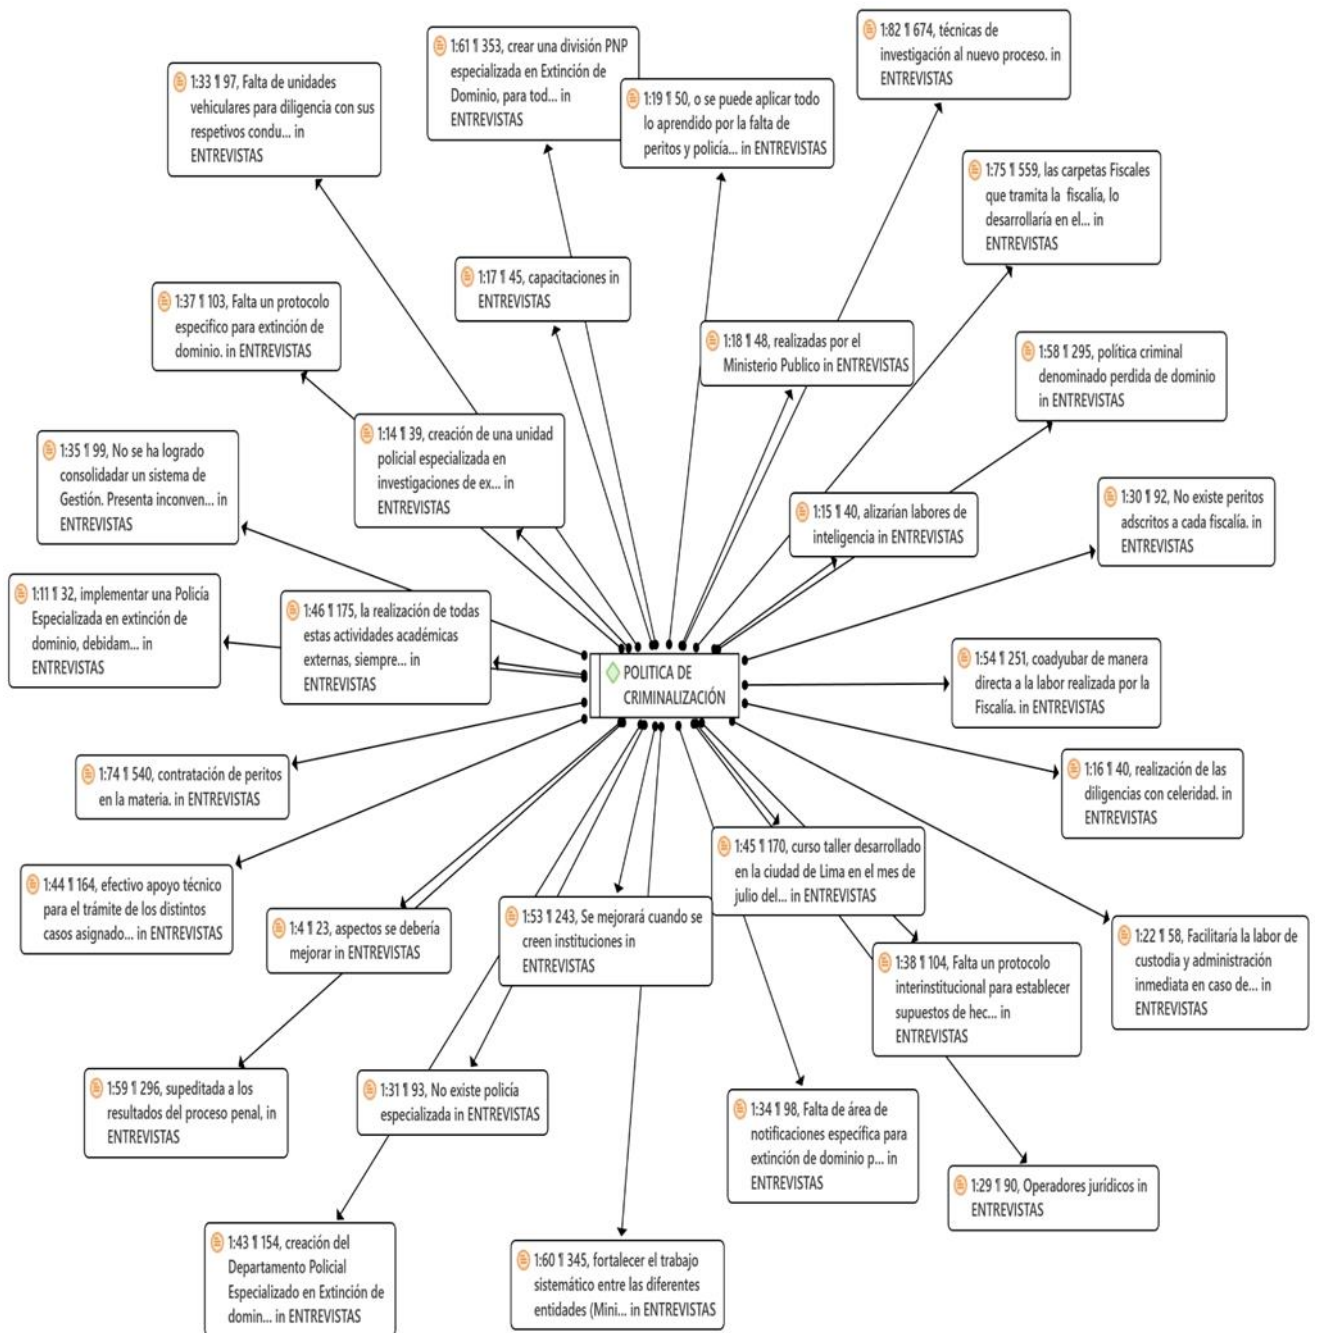 1:82 ¶ 674, técnicas de
investigación al nuevo proceso. in
ENTREVISTAS
1:61 ¶ 353, crear una división PNP
especializada en Extinción de
Dominio, para tod... in
ENTREVISTAS
1:33 ¶ 97, Falta de unidades
vehiculares para diligencia con sus
respetivos condu... in
ENTREVISTAS
1:19 ¶ 50, o se puede aplicar todo
lo aprendido por la falta de
peritos y policía... in ENTREVISTAS
1:75 ¶ 559, las carpetas Fiscales
que tramita la fiscalía, lo
desarrollaría en el... in
ENTREVISTAS
1:17 ¶ 45, capacitaciones in
ENTREVISTAS
1:37 ¶ 103, Falta un protocolo
especifico para extinción de
dominio. in ENTREVISTAS
1:18 ¶ 48, realizadas por el
Ministerio Publico in ENTREVISTAS
1:58 ¶ 295, política criminal
denominado perdida de dominio
in ENTREVISTAS
1:14 ¶ 39, creación de una unidad
policial especializada en
investigaciones de ex... in
ENTREVISTAS
1:35 ¶ 99, No se ha logrado
consolidadar un sistema de
Gestión. Presenta inconven... in
ENTREVISTAS
1:15 ¶ 40, alizarían labores de
inteligencia in ENTREVISTAS
1:30 ¶ 92, No existe peritos
adscritos a cada fiscalía. in
ENTREVISTAS
1:11 ¶ 32, implementar una Policía
Especializada en extinción de
dominio, debidam... in
ENTREVISTAS
1:46 ¶ 175, la realización de todas
estas actividades académicas
externas, siempre... in
ENTREVISTAS
POLITICA DE
CRIMINALIZACIÓN
1:54 ¶ 251, coadyubar de manera
directa a la labor realizada por la
Fiscalía. in ENTREVISTAS
1:74 ¶ 540, contratación de peritos
en la materia. in ENTREVISTAS
1:16 ¶ 40, realización de las
diligencias con celeridad. in
ENTREVISTAS
1:45 ¶ 170, curso taller desarrollado
en la ciudad de Lima en el mes de
julio del... in ENTREVISTAS
1:44 ¶ 164, efectivo apoyo técnico
para el trámite de los distintos
casos asignado... in ENTREVISTAS
1:4 ¶ 23, aspectos se debería
mejorar in ENTREVISTAS
1:53 ¶ 243, Se mejorará cuando se
creen instituciones in
ENTREVISTAS
1:22 ¶ 58, Facilitaría la labor de
custodia y administración
inmediata en caso de... in
ENTREVISTAS
1:38 ¶ 104, Falta un protocolo
interinstitucional para establecer
supuestos de hec... in
ENTREVISTAS
1:59 ¶ 296, supeditada a los
resultados del proceso penal, in
ENTREVISTAS
1:31 ¶ 93, No existe policía
especializada in ENTREVISTAS
1:34 ¶ 98, Falta de área de
notificaciones específica para
extinción de dominio p... in
ENTREVISTAS
1:29 ¶ 90, Operadores jurídicos in
ENTREVISTAS
1:43 ¶ 154, creación del
Departamento Policial
Especializado en Extinción de
domin... in ENTREVISTAS
1:60 ¶ 345, fortalecer el trabajo
sistemático entre las diferentes
entidades (Mini... in ENTREVISTAS